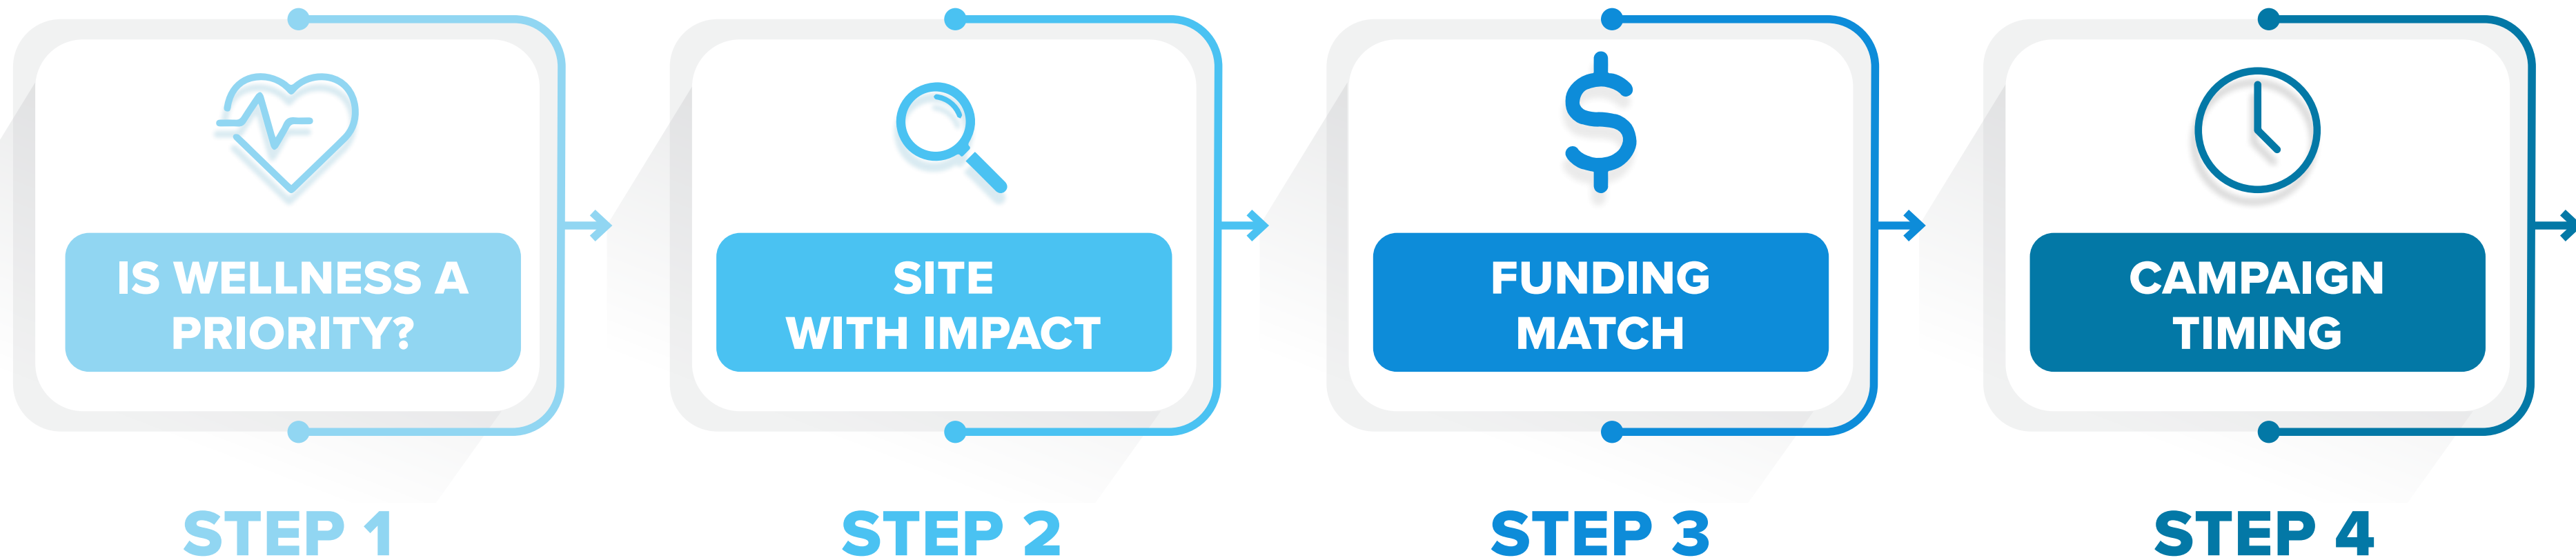 IS WELLNESS A
PRIORITY?
STEP 1
SITE
WITH IMPACT
STEP 2
FUNDING
MATCH
STEP 3
CAMPAIGN
TIMING
STEP 4